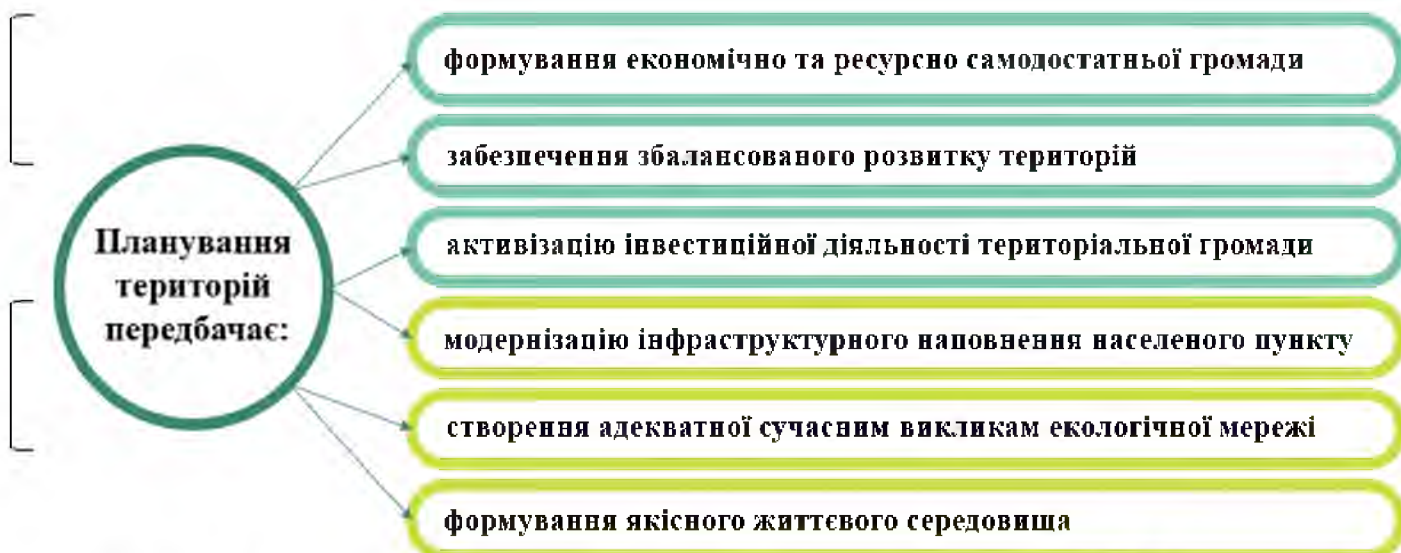 формування економічно та ресурсно самодостатньої громади
забезпечення збалансованого розвитку територій
Планування
територій
передбачає:
активізацію інвестиційної діяльності територіальної громади
модернізацію інфраструктурного наповнення населеного пункту
створення адекватної сучасним викликам екологічної мережі
формування якісного життєвого середовища